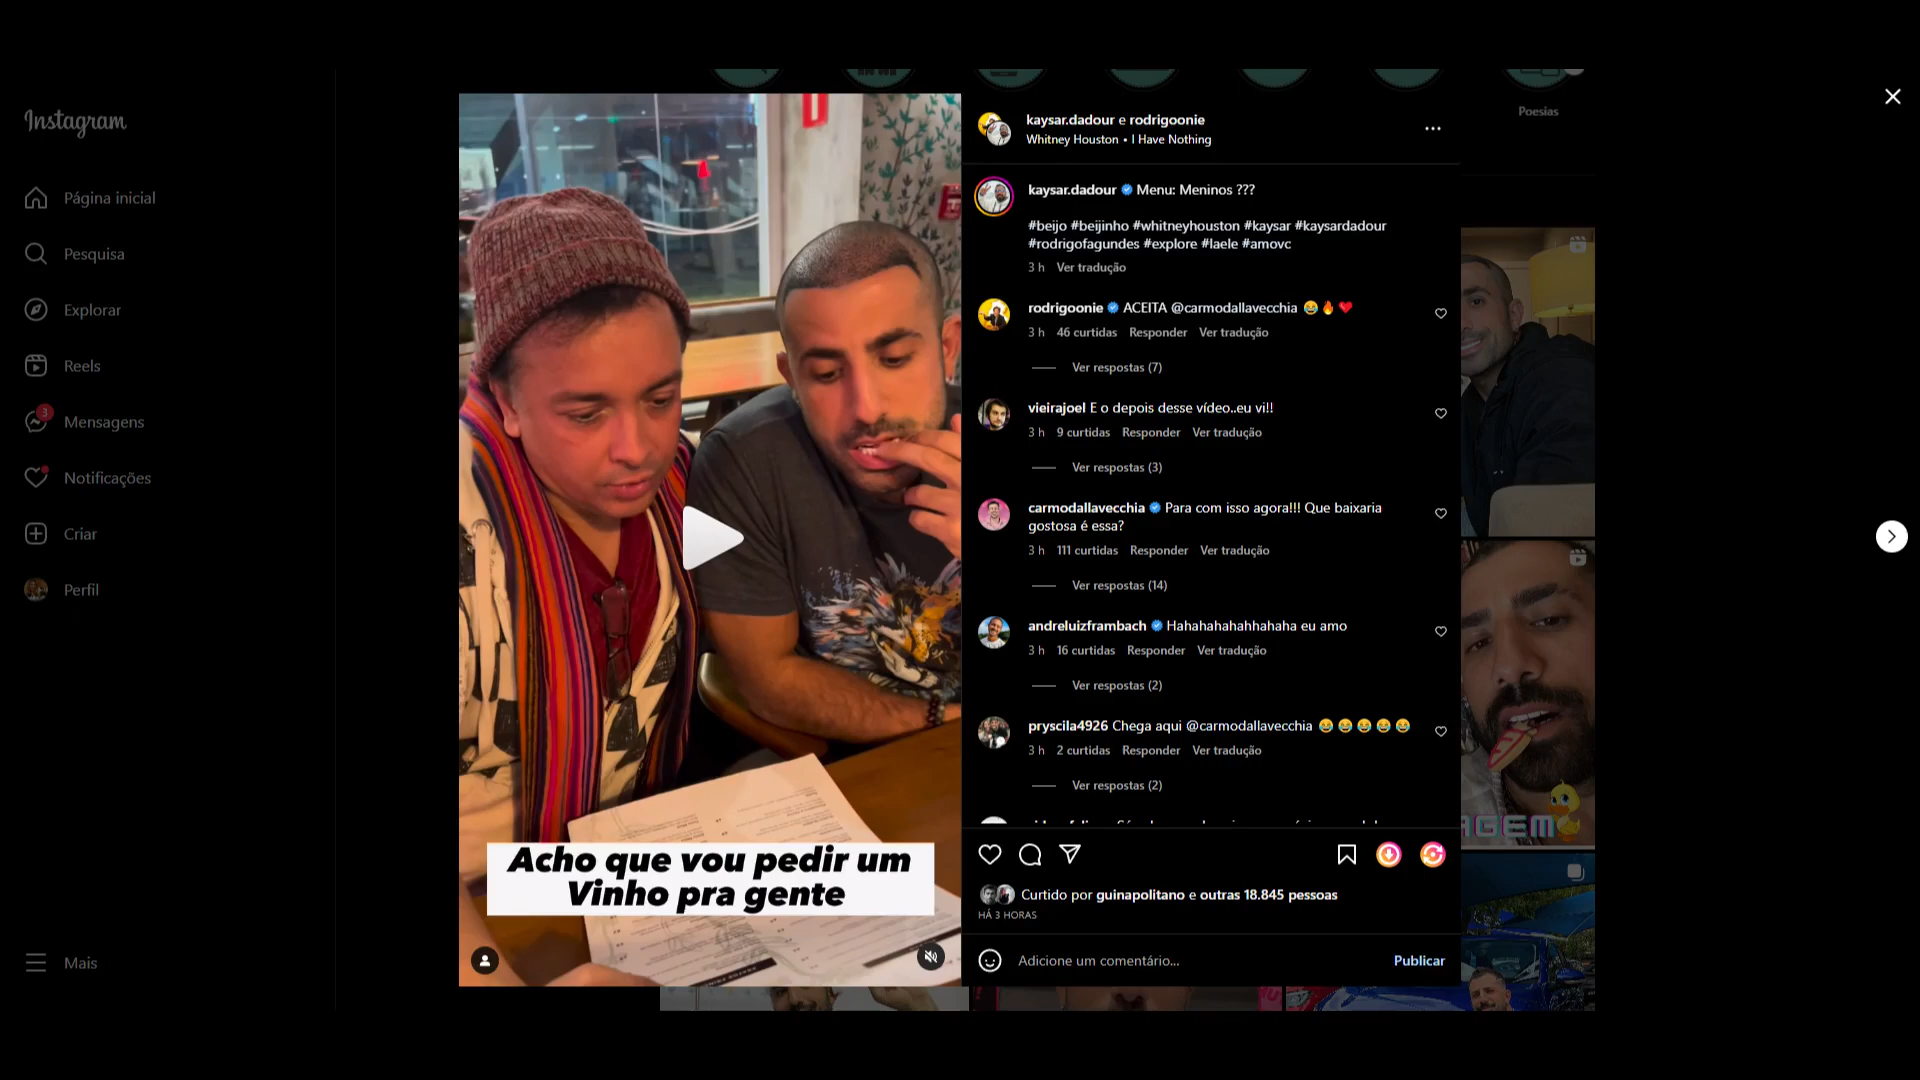 Instagram
Página inicial
Pesquisa
Explorar
Reels
3
Mensagens
Notificações
Criar
Perfil
Mais
Poesias
Acho que vou pedir um
Vinho pra gente
kaysar.dadour e rodrigoonie
Whitney Houston • I Have Nothing
kaysar.dadour Menu: Meninos ???
#beijo #beijinho #whitneyhouston #kaysar #kaysardadour
#rodrigofagundes #explore #laele #amovc
3 h Ver tradução
rodrigoonie ACEITA @carmodallavecchia 😂🔥❤️
3 h 46 curtidas Responder Ver tradução
Ver respostas (7)
vieirajoel E o depois desse vídeo..eu vi!!
3 h 9 curtidas Responder Ver tradução
Ver respostas (3)
carmodallavecchia Para com isso agora!!! Que baixaria
gostosa é essa?
3 h 111 curtidas Responder Ver tradução
Ver respostas (14)
andreluizframbach Hahahahahahhahaha eu amo
3 h 16 curtidas Responder Ver tradução
Ver respostas (2)
pryscila4926 Chega aqui @carmodallavecchia 😂😂😂😂😂
3 h 2 curtidas Responder Ver tradução
Ver respostas (2)
Curtido por guinapolitano e outras 18.845 pessoas
HÁ 3 HORAS
Adicione um comentário...
Publicar